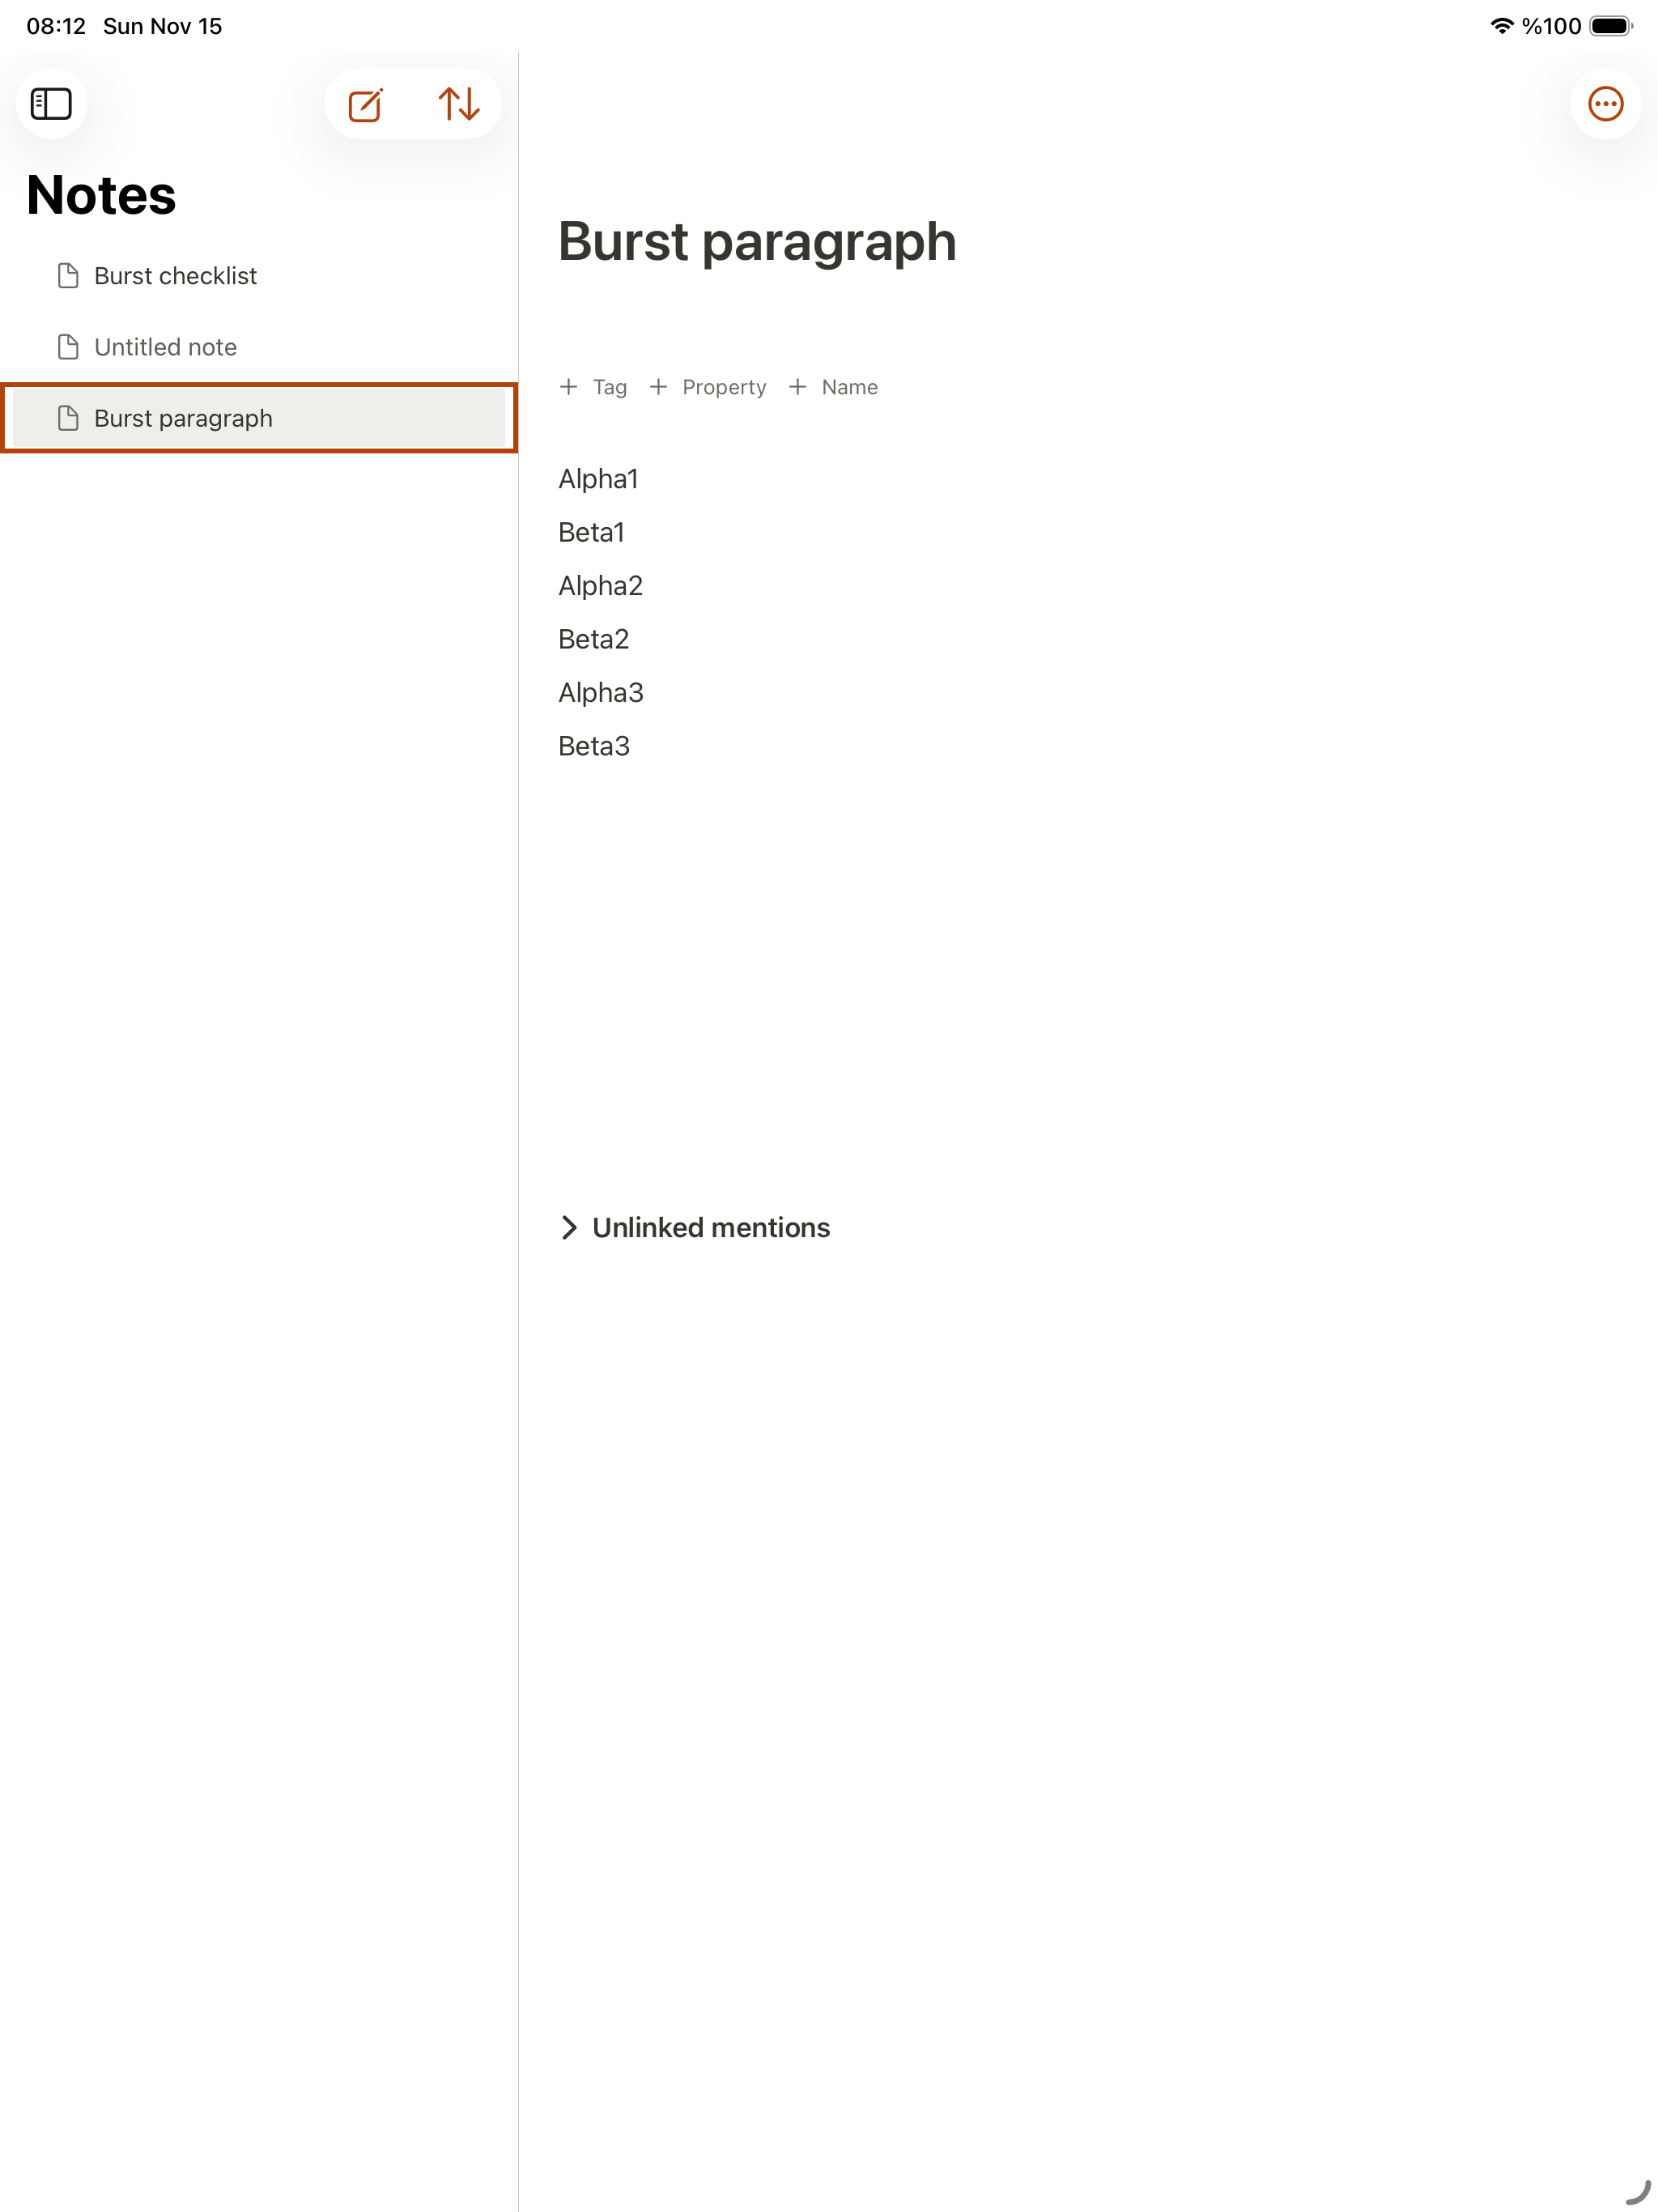 08:12 Sun Nov 15
%100
Notes
Burst checklist
Untitled note
Burst paragraph
Burst paragraph
Tag Property Name
Alpha1
Beta1
Alpha2
Beta2
Alpha3
Beta3
Unlinked mentions